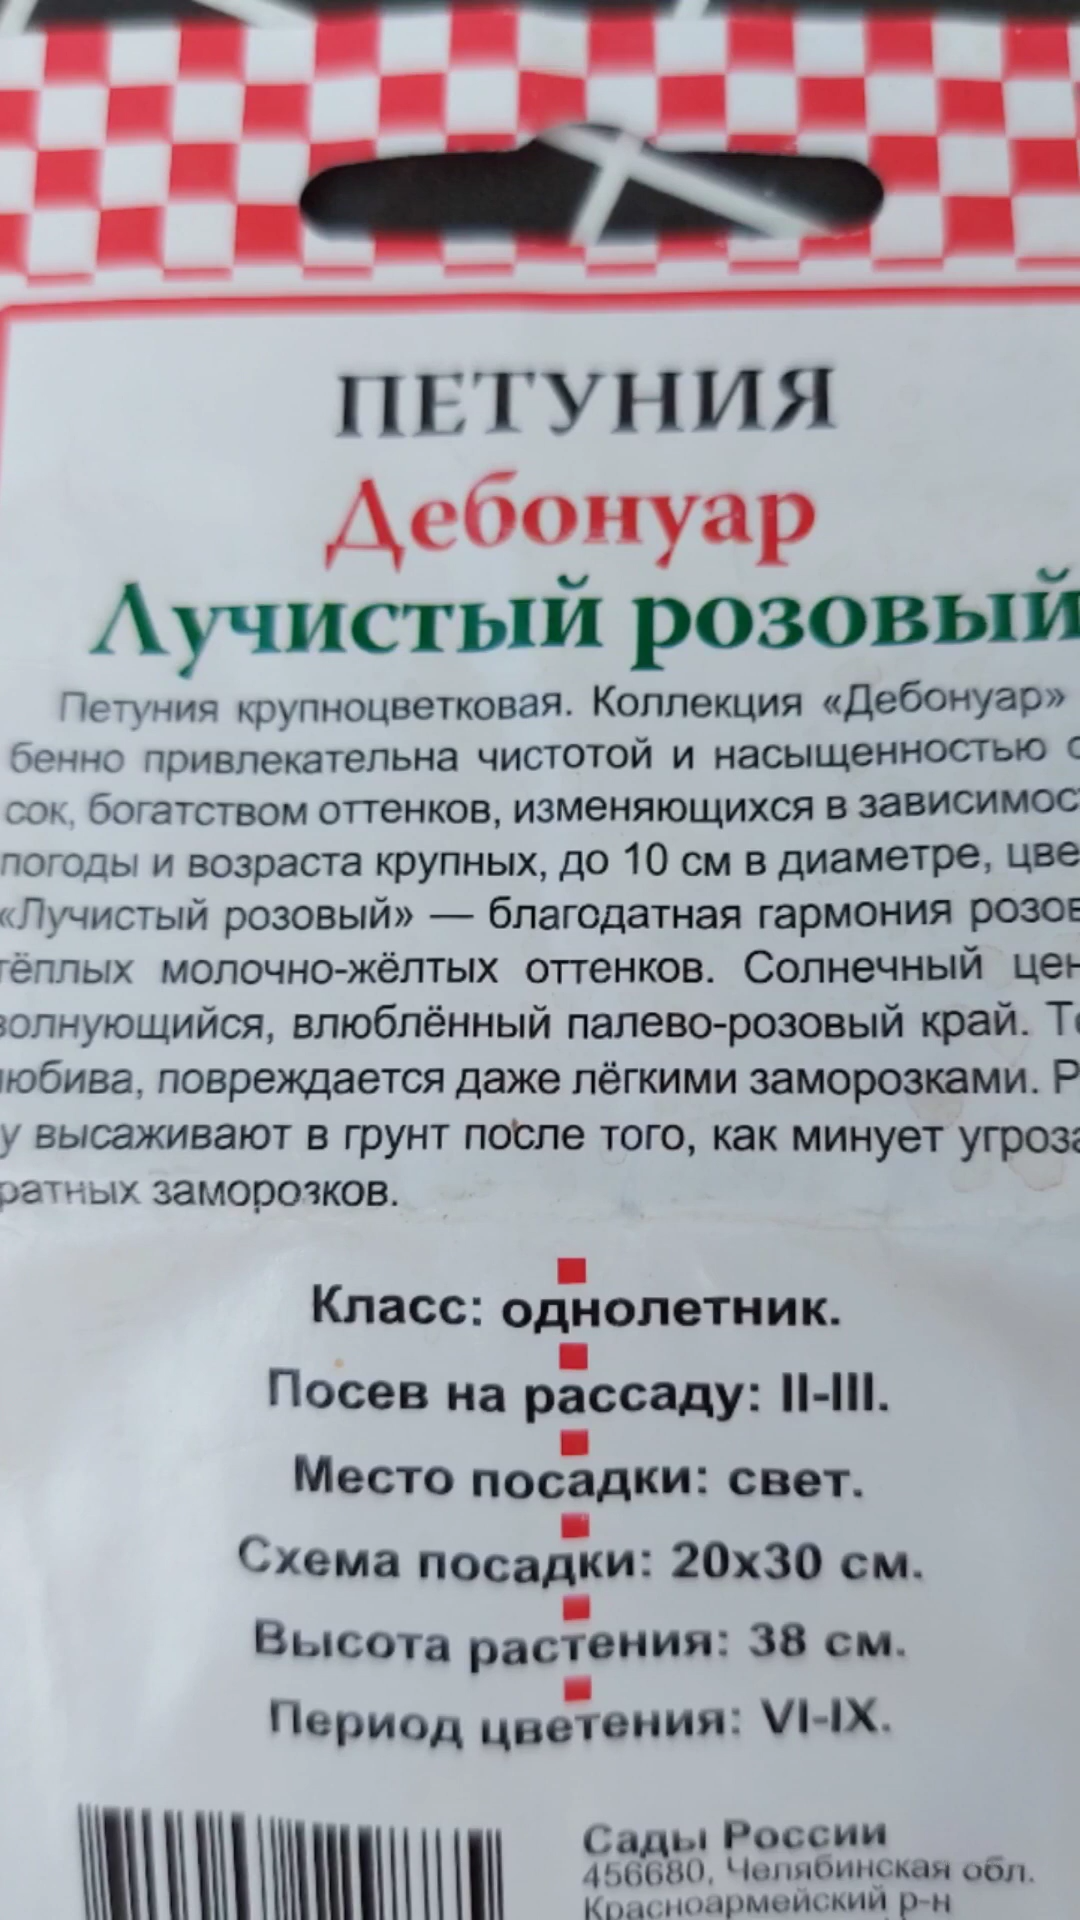 ПЕТУНИЯ
Дебонуар
Лучистый розовый
Петуния крупноцветковая. Коллекция «Дебонуар»
бенно привлекательна чистотой и насыщенностью
сок, богатством оттенков, изменяющихся в зависимос
погоды и возраста крупных, до 10 см в диаметре, цве
«Лучистый розовый» — благодатная гармония розов
тёплых молочно-жёлтых оттенков. Солнечный цен
волнующийся, влюблённый палево-розовый край. Те
любива, повреждается даже лёгкими заморозками. Р
у высаживают в грунт после того, как минует угроза
ратных заморозков.
Класс: однолетник.
Посев на рассаду: II-III.
Место посадки: свет.
Схема посадки: 20х30 см.
Высота растения: 38 см.
Период цветения: VI-IX.
Сады России
456680, Челябинская обл.
Красноармейский р-н